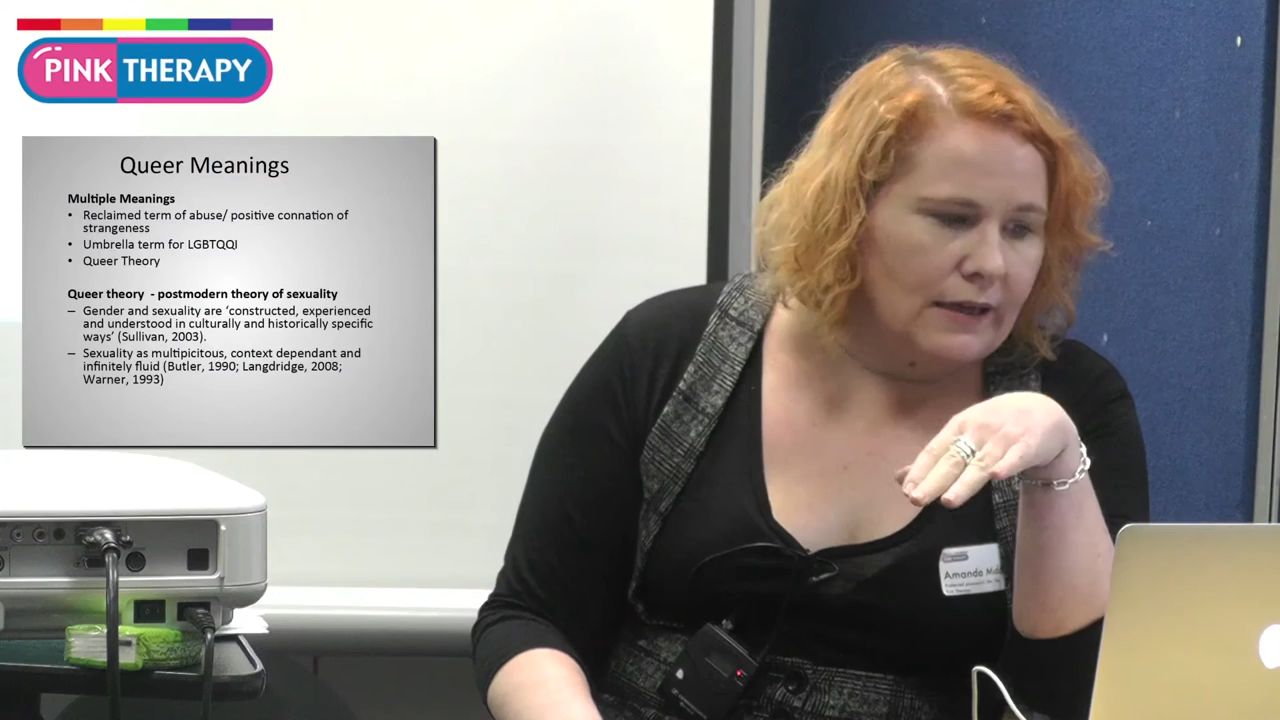 PINK THERAPY
Queer Meanings
Multiple Meanings
• Reclaimed term of abuse/ positive connation of
strangeness
• Umbrella term for LGBTQQI
• Queer Theory
Queer theory - postmodern theory of sexuality
– Gender and sexuality are ‘constructed, experienced
and understood in culturally and historically specific
ways’ (Sullivan, 2003).
– Sexuality as multipicitous, context dependant and
infinitely fluid (Butler, 1990; Langdridge, 2008;
Warner, 1993)
Amanda